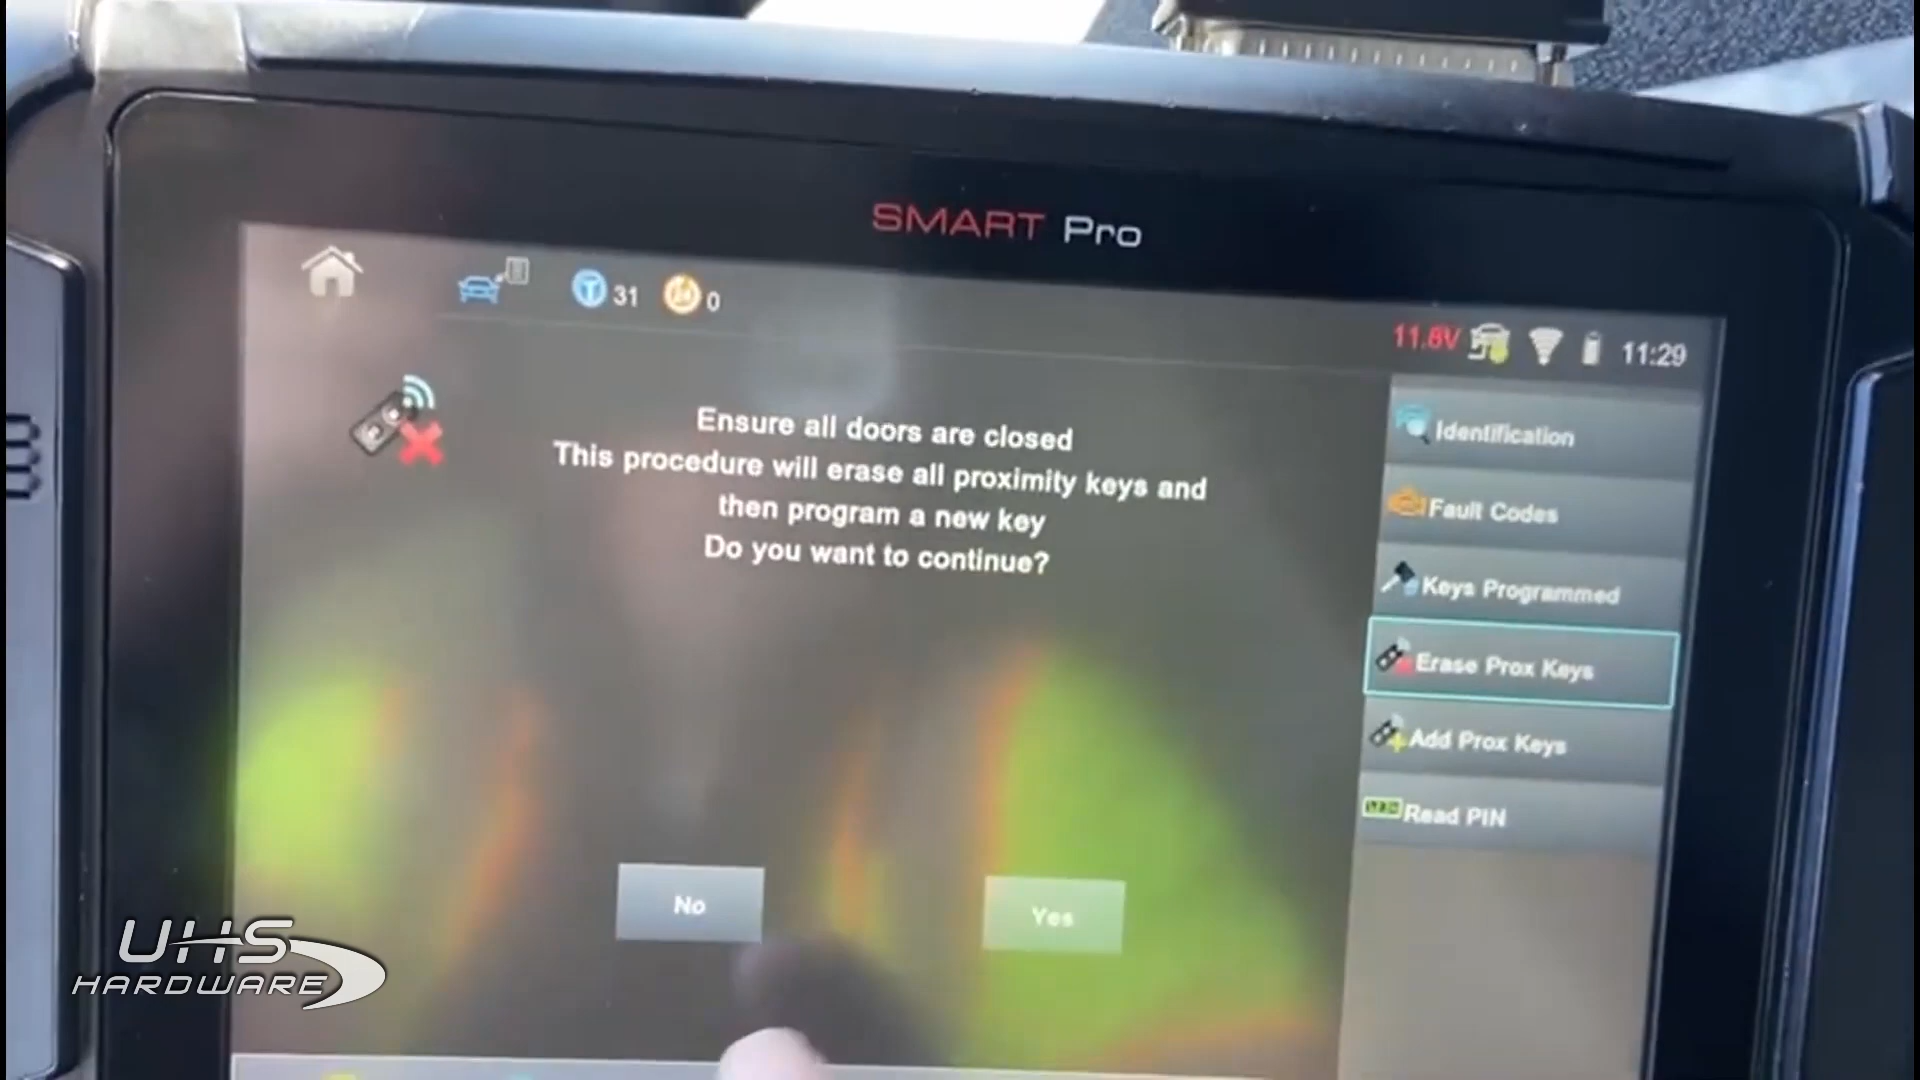 SMART Pro
31
0
11.8V
11:29
Ensure all doors are closed
This procedure will erase all proximity keys and
then program a new key
Do you want to continue?
No
Yes
Identification
Fault Codes
Keys Programmed
Erase Prox Keys
Add Prox Keys
Read PIN
UHS
HARDWARE